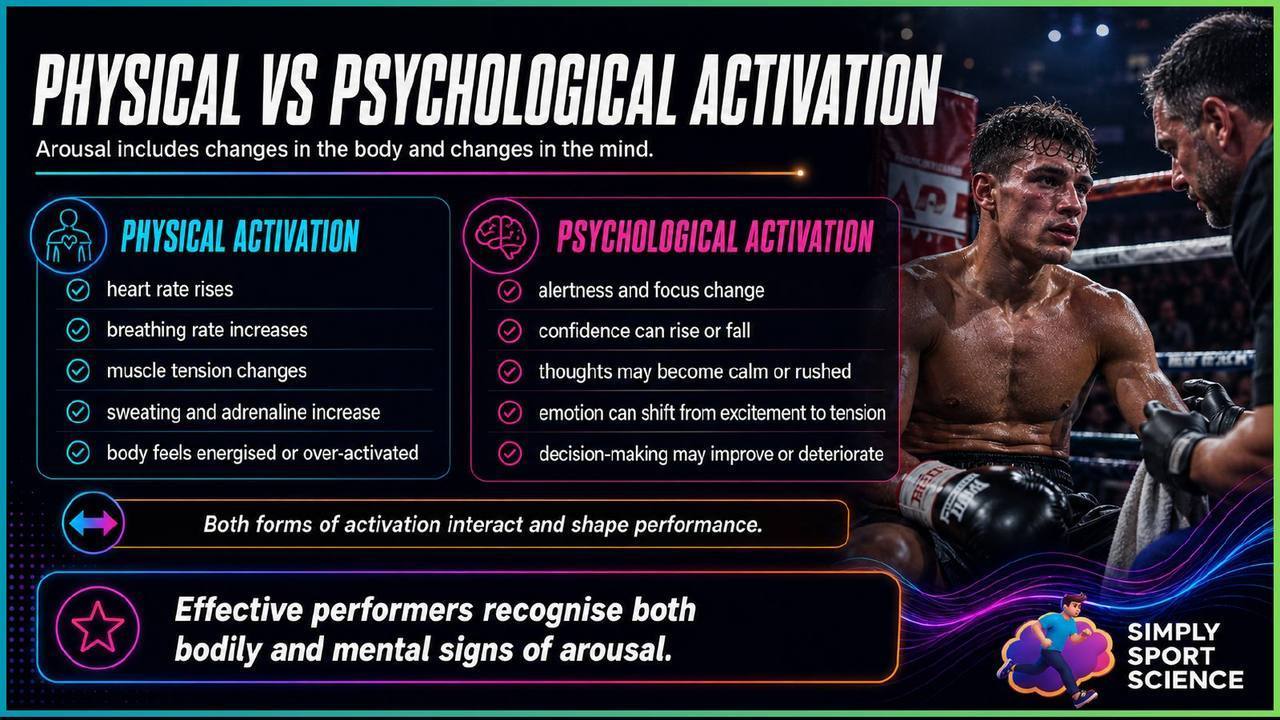 PHYSICAL VS PSYCHOLOGICAL ACTIVATION
Arousal includes changes in the body and changes in the mind.
PHYSICAL ACTIVATION
heart rate rises
breathing rate increases
muscle tension changes
sweating and adrenaline increase
body feels energised or over-activated
PSYCHOLOGICAL ACTIVATION
alertness and focus change
confidence can rise or fall
thoughts may become calm or rushed
emotion can shift from excitement to tension
decision-making may improve or deteriorate
Both forms of activation interact and shape performance.
Effective performers recognise both
bodily and mental signs of arousal.
SIMPLY
SPORT
SCIENCE